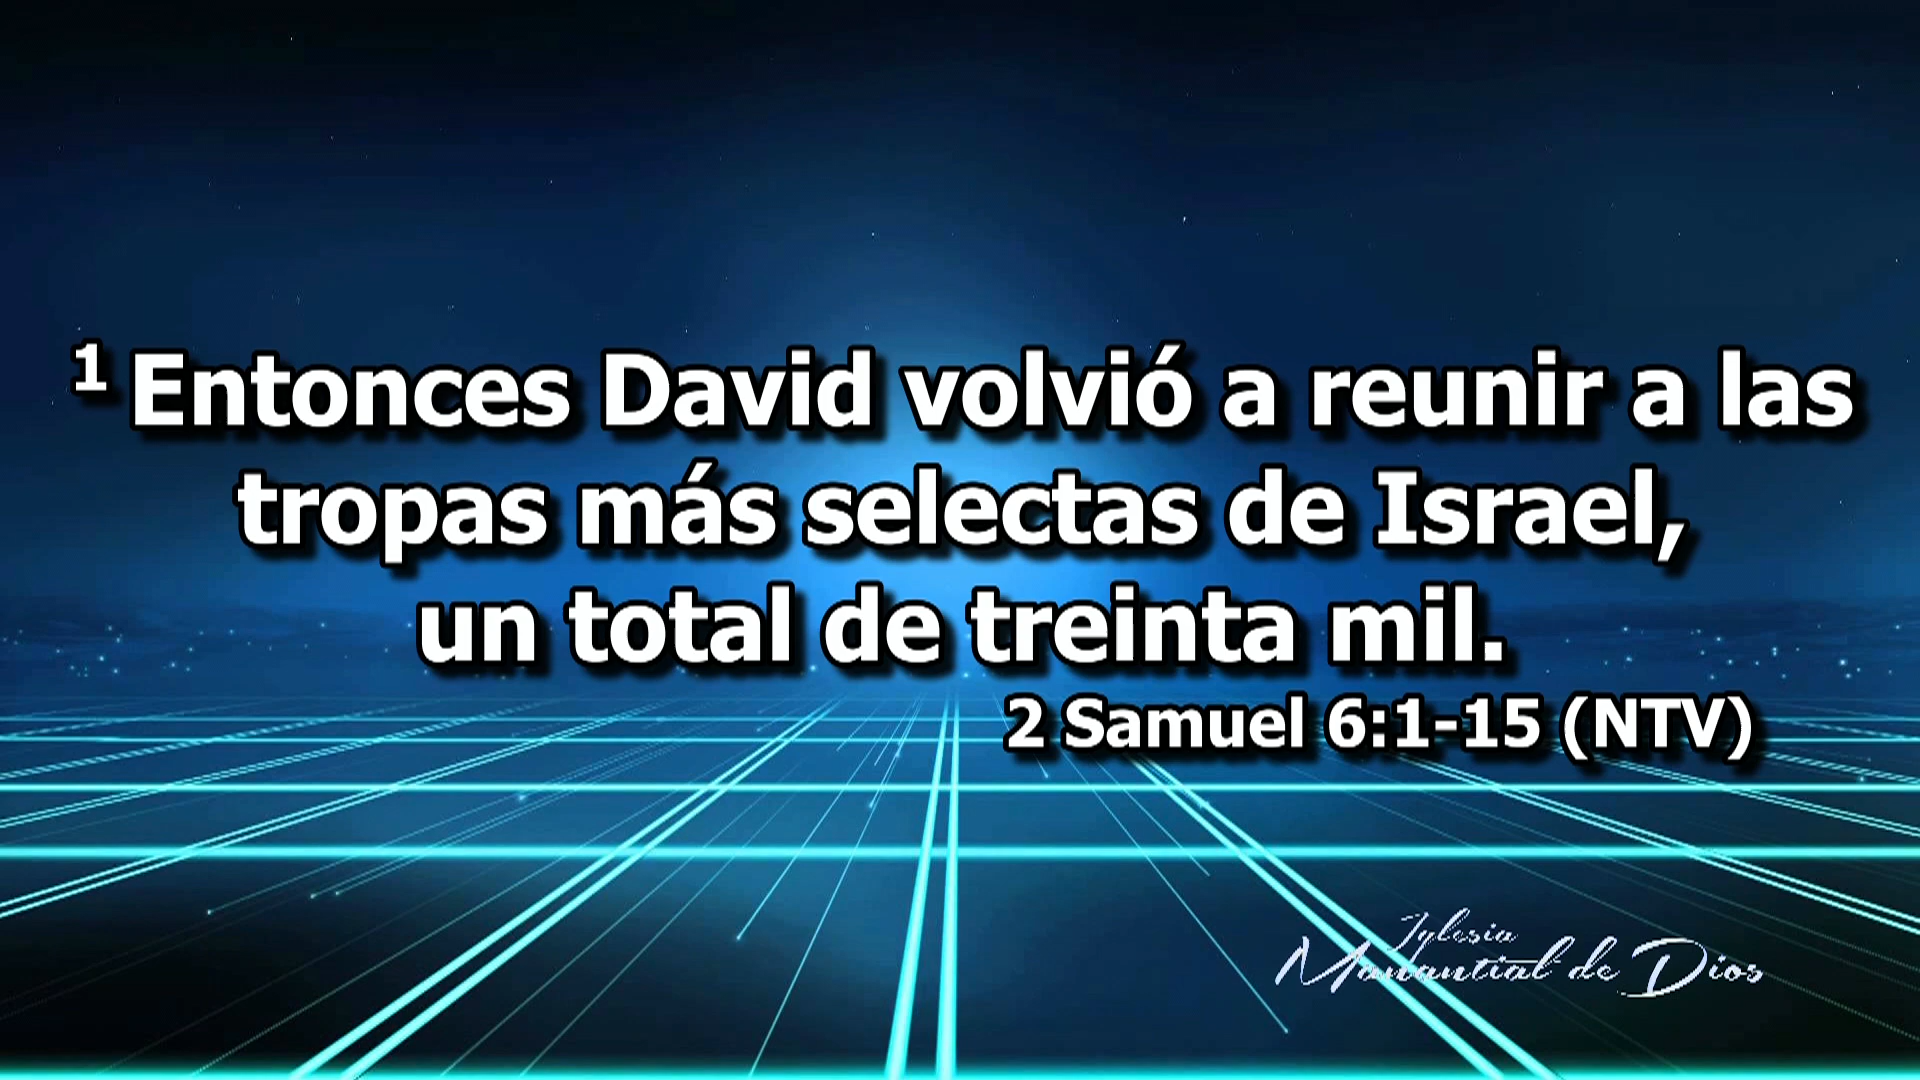 1 Entonces David volvió a reunir a las
tropas más selectas de Israel,
un total de treinta mil.
2 Samuel 6:1-15 (NTV)
Iglesia
Manantial de Dios